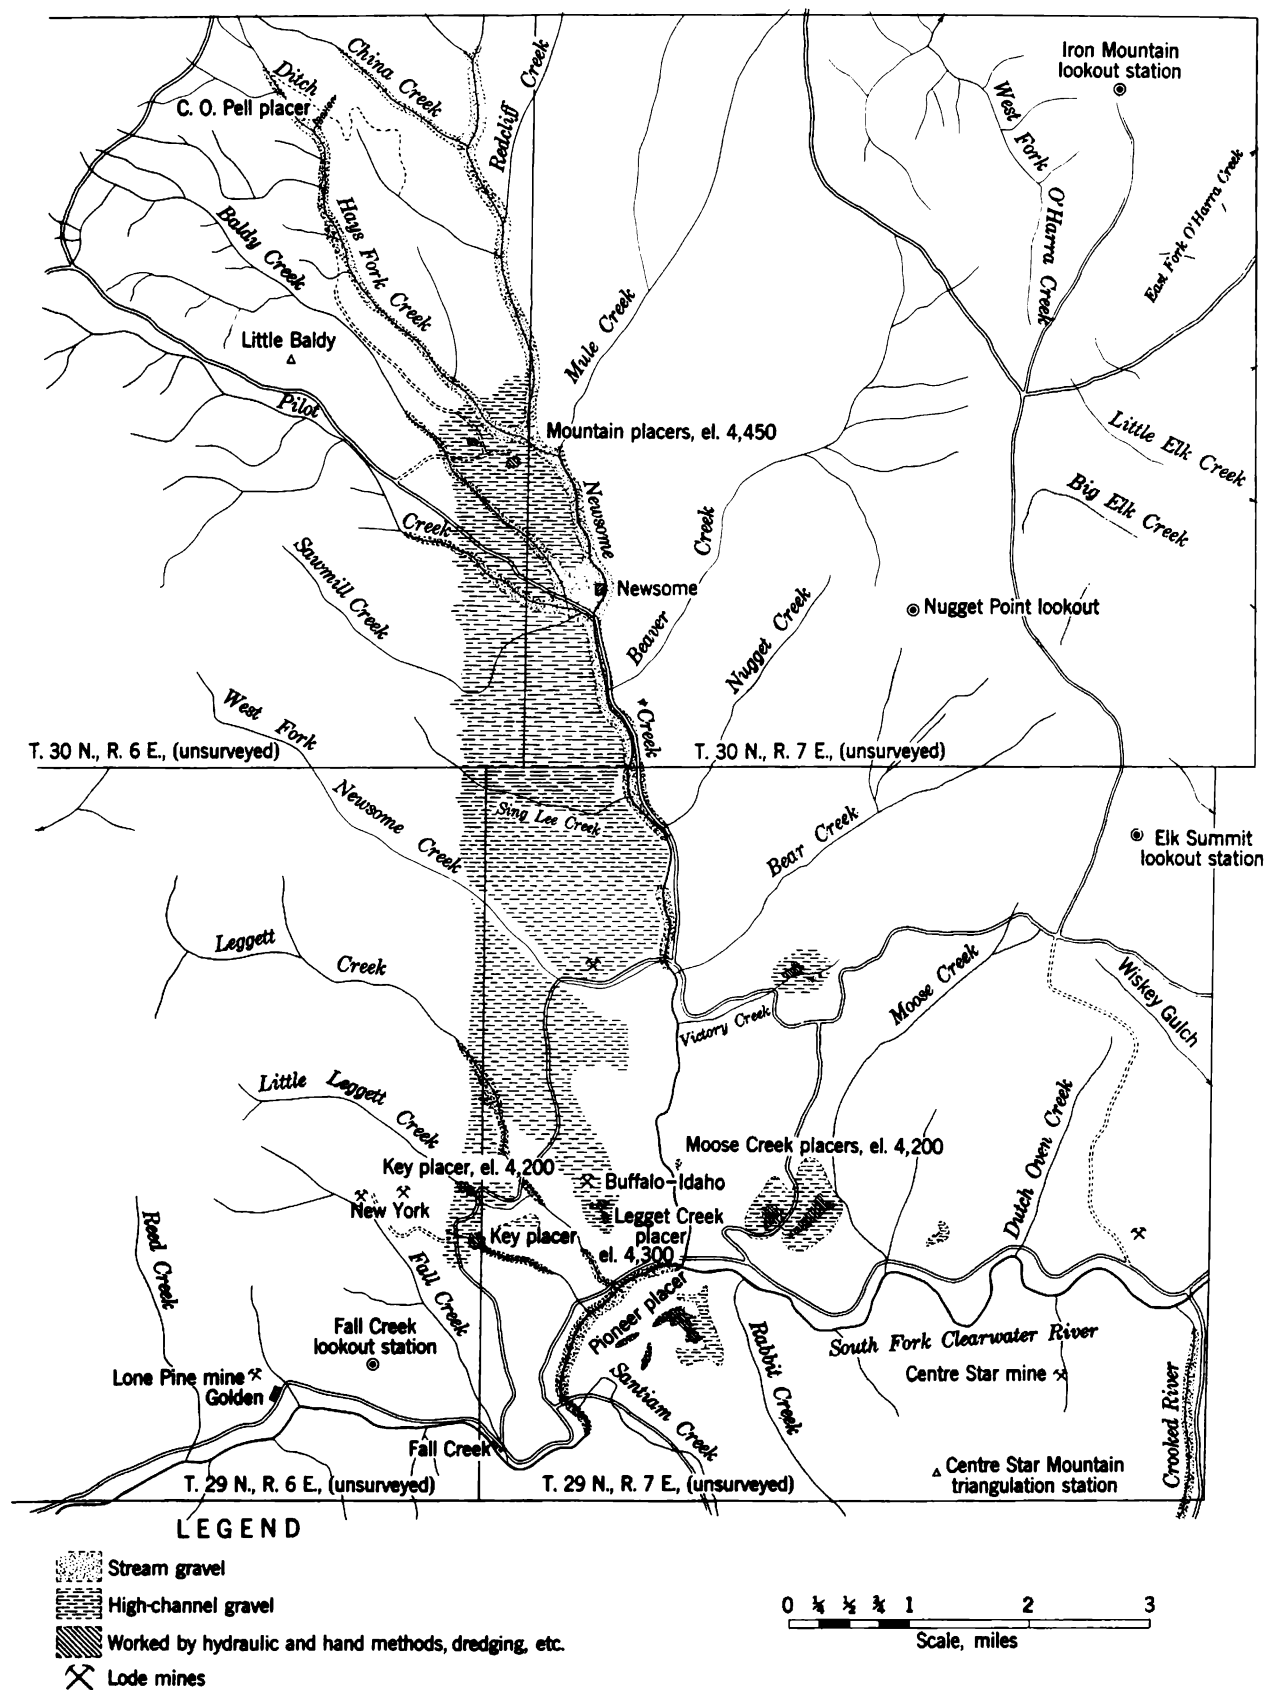 Iron Mountain
lookout station
China Creek
Redcliff Creek
Ditch
C. O. Pell placer
West Fork
O'Harra Creek
East Fork O'Harra Creek
Hays Fork Creek
Baldy Creek
Mule Creek
Little Baldy
Pilot
Creek
Mountain placers, el. 4,450
Little Elk Creek
Big Elk Creek
Newsome
Creek
Sawmill Creek
Newsome
Beaver
Creek
Nugget Creek
Nugget Point lookout
West Fork
Newsome Creek
T. 30 N., R. 6 E., (unsurveyed)
T. 30 N., R. 7 E., (unsurveyed)
Sing Lee Creek
Bear Creek
Elk Summit
lookout station
Leggett
Creek
Moose Creek
Wiskey Gulch
Victory Creek
Little Leggett Creek
Dutch Oven Creek
Moose Creek placers, el. 4,200
Key placer, el. 4,200
Buffalo-Idaho
New York
Legget Creek
placer
el. 4,300
Key placer
Reed Creek
Fall Creek
Pioneer placer
Fall Creek
lookout station
Rabbit Creek
South Fork Clearwater River
Lone Pine mine
Golden
Santiam Creek
Centre Star mine
Crooked River
Fall Creek
Centre Star Mountain
triangulation station
T. 29 N., R. 6 E., (unsurveyed)
T. 29 N., R. 7 E., (unsurveyed)
LEGEND
Stream gravel
High-channel gravel
Worked by hydraulic and hand methods, dredging, etc.
Lode mines
0 ¼ ½ ¾ 1 2 3
Scale, miles